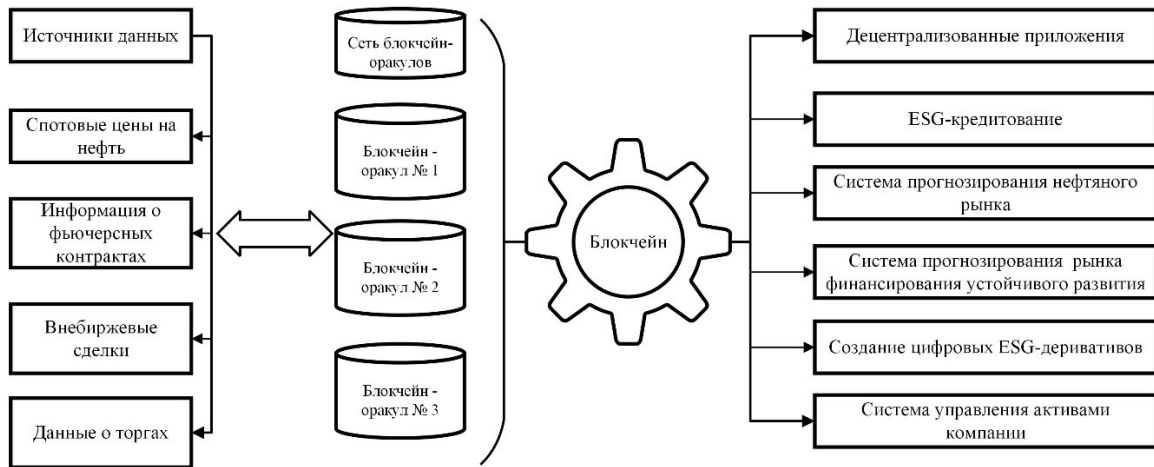 Источники данных
Спотовые цены на
нефть
Информация о
фьючерсных
контрактах
Внебиржевые
сделки
Данные о торгах
Сеть блокчейн-
оракулов
Блокчейн -
оракул № 1
Блокчейн -
оракул № 2
Блокчейн -
оракул № 3
Блокчейн
Децентрализованные приложения
ESG-кредитование
Система прогнозирования нефтяного
рынка
Система прогнозирования рынка
финансирования устойчивого развития
Создание цифровых ESG-деривативов
Система управления активами
компании